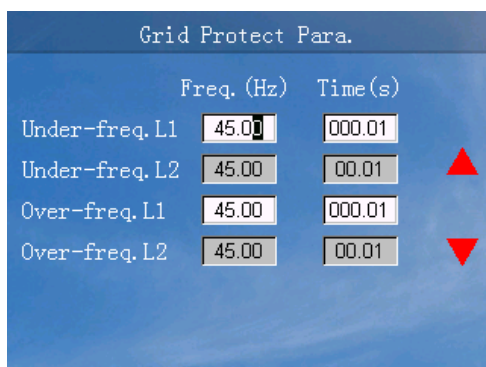 Grid Protect Para.
Freq.(Hz) Time(s)
Under-freq.L1 45.00 000.01
Under-freq.L2 45.00 00.01
Over-freq.L1 45.00 000.01
Over-freq.L2 45.00 00.01